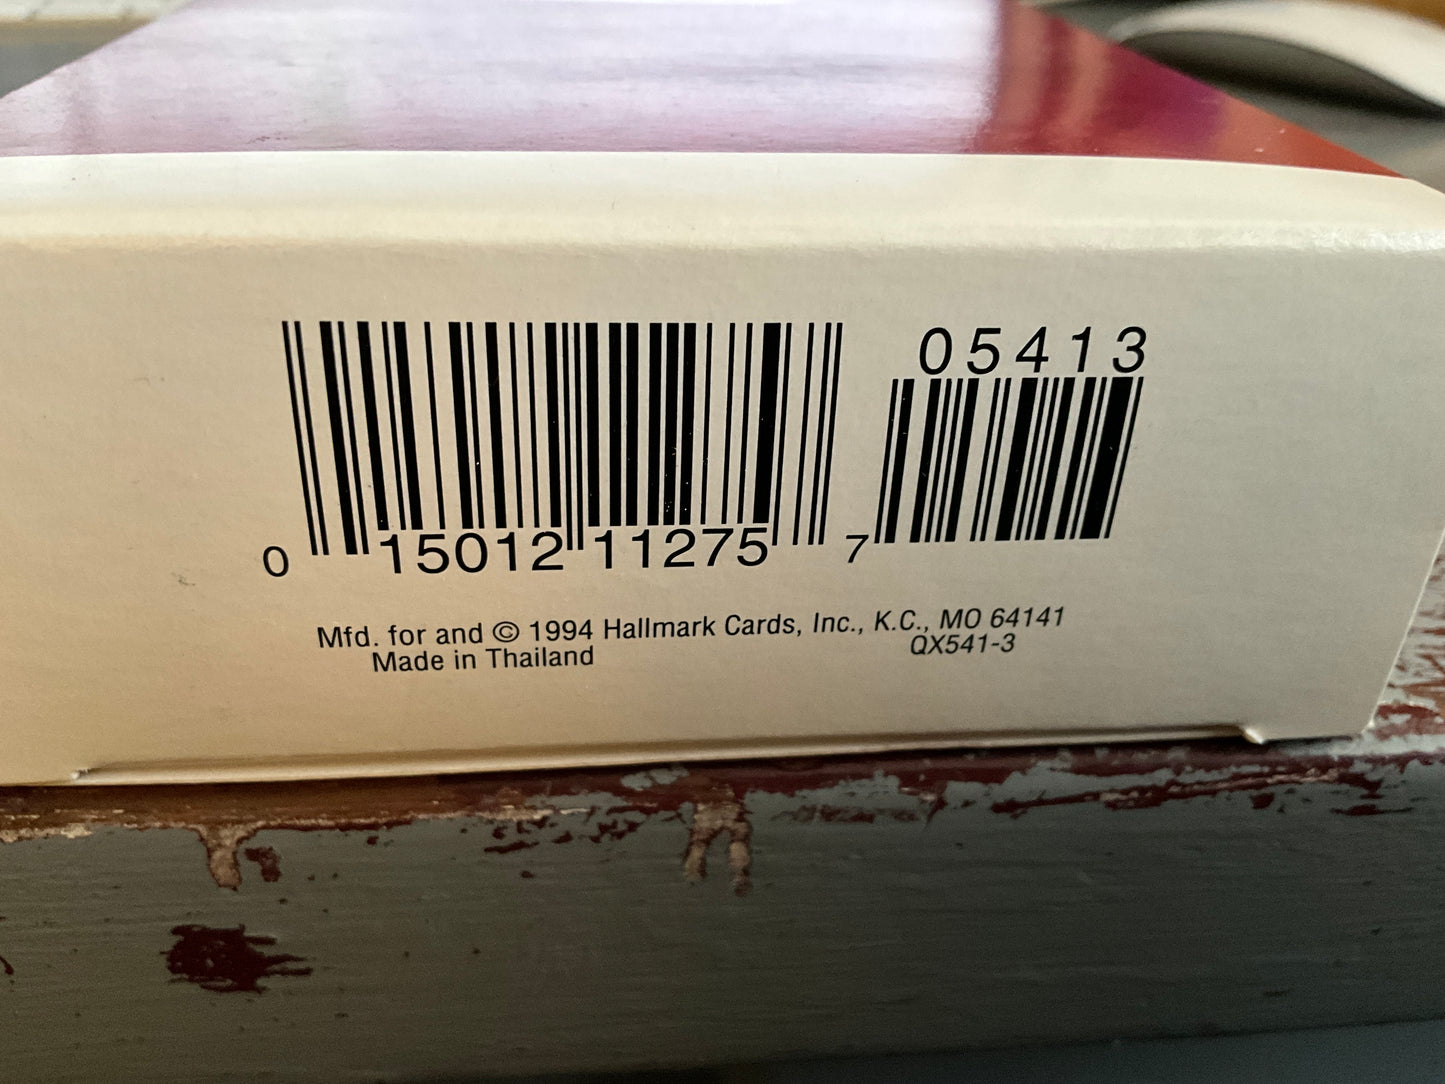 05413
0 15012 11275 7
Mfd. for and © 1994 Hallmark Cards, Inc., K.C., MO 64141
Made in Thailand QX541-3